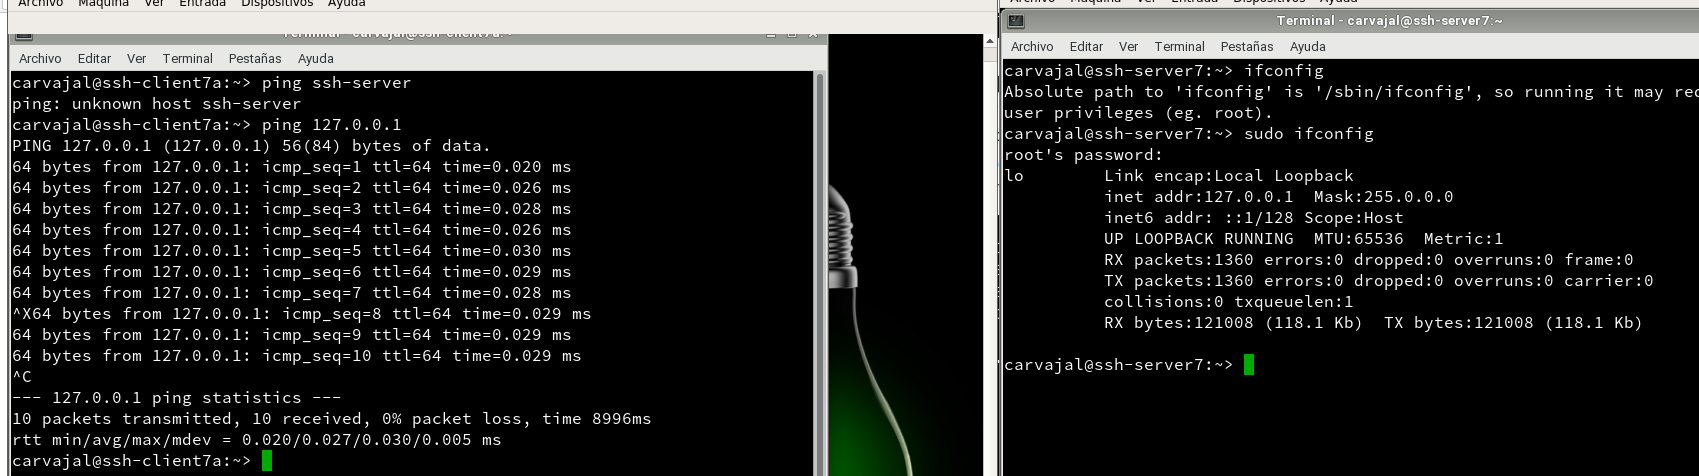 Archivo Máquina Ver Entrada Dispositivos Ayuda
Terminal - carvajal@ssh-client7a:~
Archivo Editar Ver Terminal Pestañas Ayuda
carvajal@ssh-client7a:~> ping ssh-server
ping: unknown host ssh-server
carvajal@ssh-client7a:~> ping 127.0.0.1
PING 127.0.0.1 (127.0.0.1) 56(84) bytes of data.
64 bytes from 127.0.0.1: icmp_seq=1 ttl=64 time=0.020 ms
64 bytes from 127.0.0.1: icmp_seq=2 ttl=64 time=0.026 ms
64 bytes from 127.0.0.1: icmp_seq=3 ttl=64 time=0.028 ms
64 bytes from 127.0.0.1: icmp_seq=4 ttl=64 time=0.026 ms
64 bytes from 127.0.0.1: icmp_seq=5 ttl=64 time=0.030 ms
64 bytes from 127.0.0.1: icmp_seq=6 ttl=64 time=0.029 ms
64 bytes from 127.0.0.1: icmp_seq=7 ttl=64 time=0.028 ms
^X64 bytes from 127.0.0.1: icmp_seq=8 ttl=64 time=0.029 ms
64 bytes from 127.0.0.1: icmp_seq=9 ttl=64 time=0.029 ms
64 bytes from 127.0.0.1: icmp_seq=10 ttl=64 time=0.029 ms
^C
--- 127.0.0.1 ping statistics ---
10 packets transmitted, 10 received, 0% packet loss, time 8996ms
rtt min/avg/max/mdev = 0.020/0.027/0.030/0.005 ms
carvajal@ssh-client7a:~>
Archivo Máquina Ver Entrada Dispositivos Ayuda
Terminal - carvajal@ssh-server7:~
Archivo Editar Ver Terminal Pestañas Ayuda
carvajal@ssh-server7:~> ifconfig
Absolute path to 'ifconfig' is '/sbin/ifconfig', so running it may req
user privileges (eg. root).
carvajal@ssh-server7:~> sudo ifconfig
root's password:
lo Link encap:Local Loopback
inet addr:127.0.0.1 Mask:255.0.0.0
inet6 addr: ::1/128 Scope:Host
UP LOOPBACK RUNNING MTU:65536 Metric:1
RX packets:1360 errors:0 dropped:0 overruns:0 frame:0
TX packets:1360 errors:0 dropped:0 overruns:0 carrier:0
collisions:0 txqueuelen:1
RX bytes:121008 (118.1 Kb) TX bytes:121008 (118.1 Kb)
carvajal@ssh-server7:~>